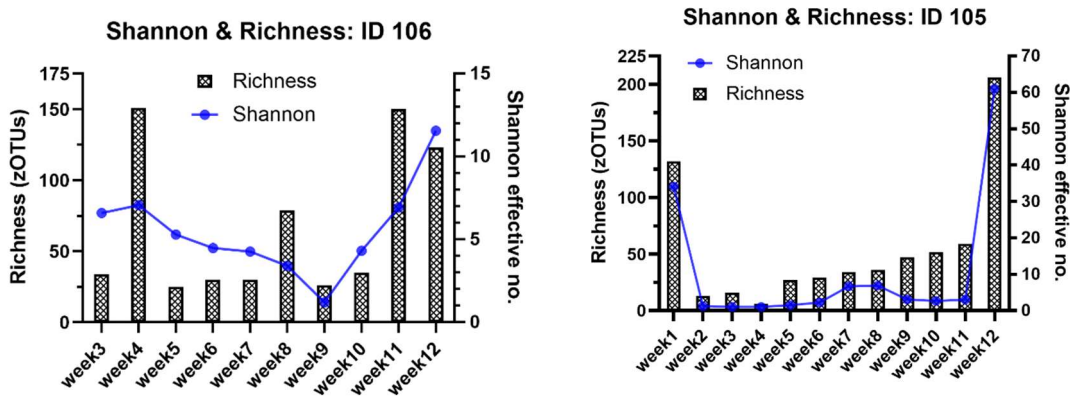 Shannon & Richness: ID 106
175
150
100
50
0
Richness (zOTUs)
Richness
Shannon
15
10
5
0
Shannon effective no.
week3
week4
week5
week6
week7
week8
week9
week10
week11
week12
Shannon & Richness: ID 105
225
200
150
100
50
0
Richness (zOTUs)
Shannon
Richness
70
60
50
40
30
20
10
0
Shannon effective no.
week1
week2
week3
week4
week5
week6
week7
week8
week9
week10
week11
week12